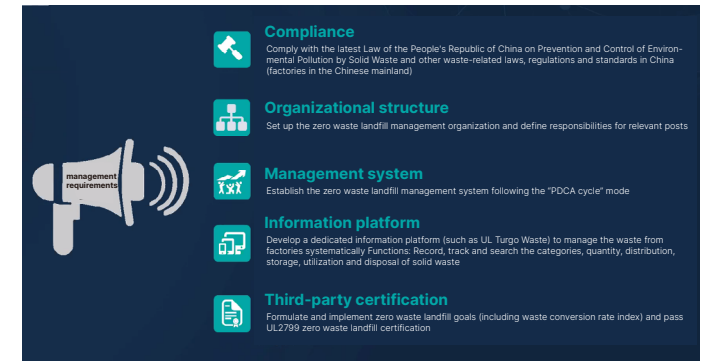 management
requirements
Compliance
Comply with the latest Law of the People's Republic of China on Prevention and Control of Environ-
mental Pollution by Solid Waste and other waste-related laws, regulations and standards in China
(factories in the Chinese mainland)
Organizational structure
Set up the zero waste landfill management organization and define responsibilities for relevant posts
Management system
Establish the zero waste landfill management system following the "PDCA cycle" mode
Information platform
Develop a dedicated information platform (such as UL Turgo Waste) to manage the waste from
factories systematically Functions: Record, track and search the categories, quantity, distribution,
storage, utilization and disposal of solid waste
Third-party certification
Formulate and implement zero waste landfill goals (including waste conversion rate index) and pass
UL2799 zero waste landfill certification